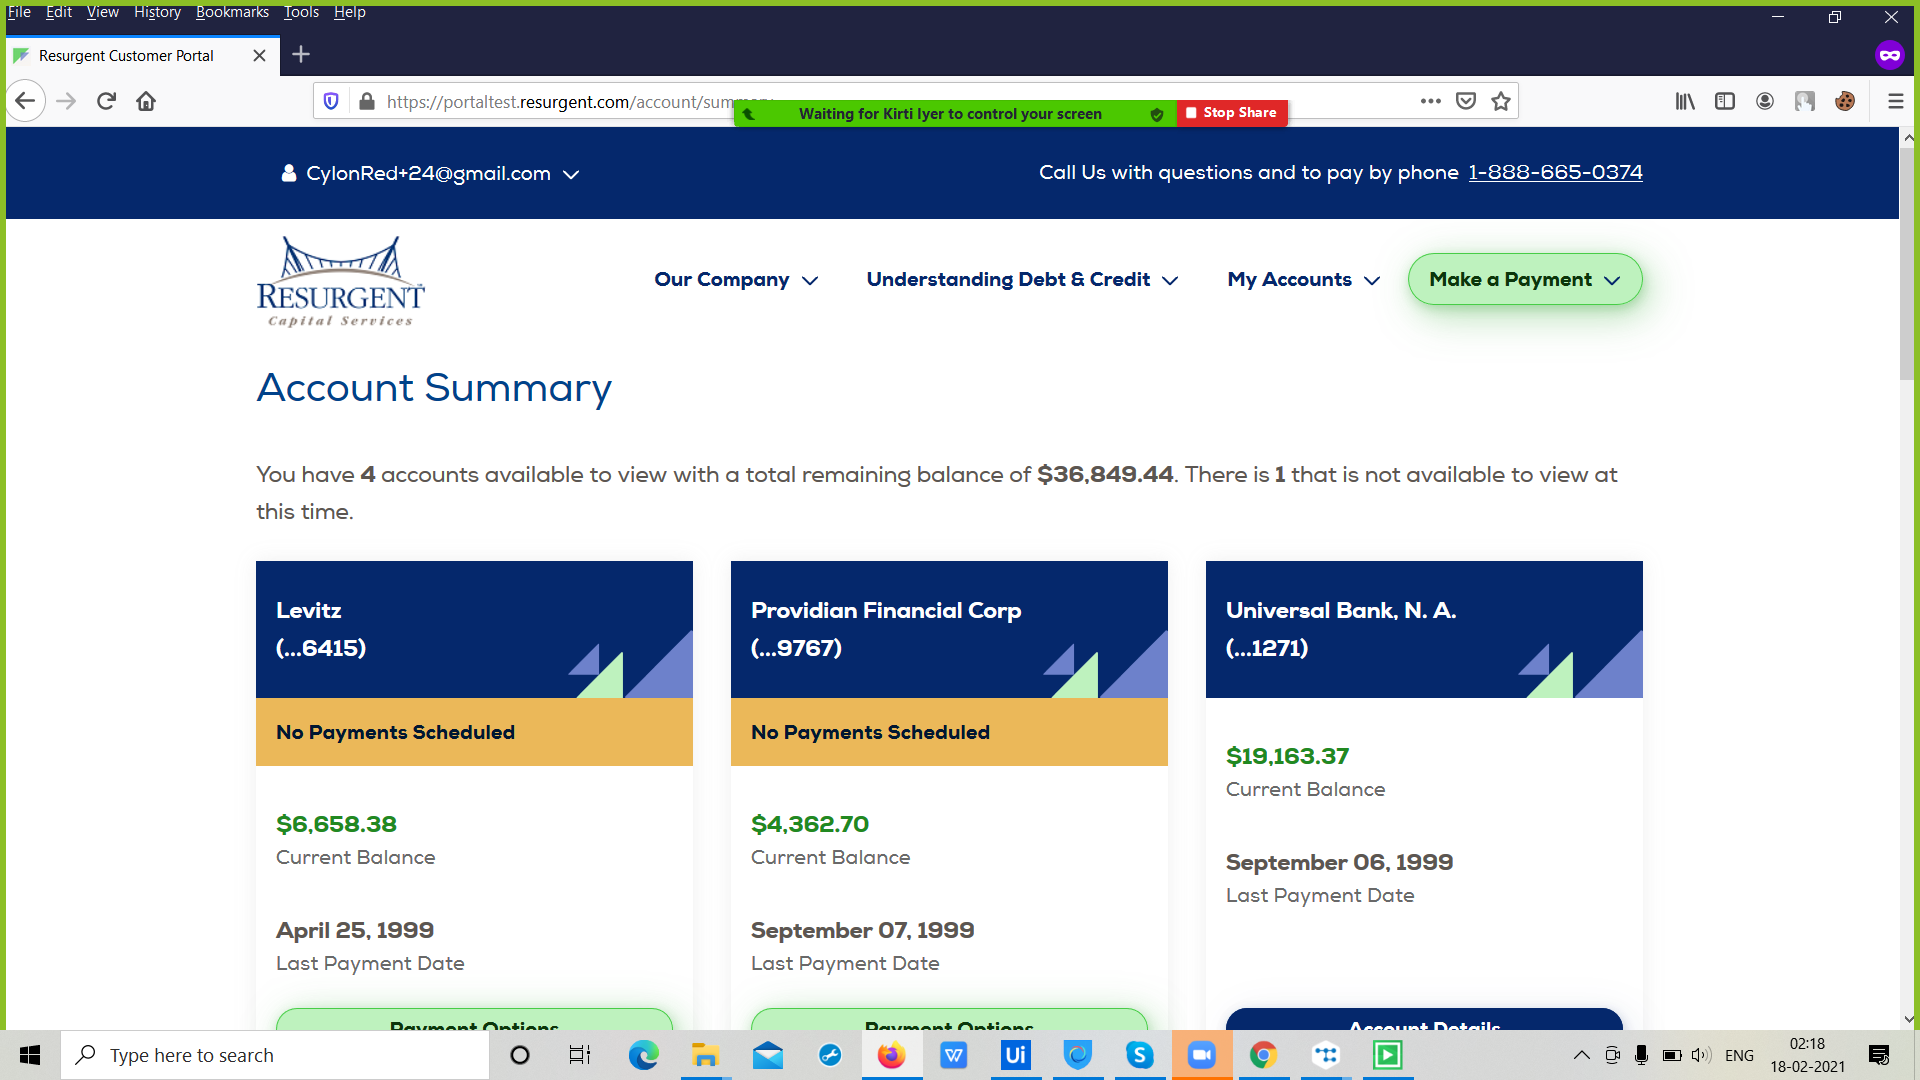 File Edit View History Bookmarks Tools Help
Resurgent Customer Portal
https://portaltest.resurgent.com/account/summary
Waiting for Kirti Iyer to control your screen
Stop Share
CylonRed+24@gmail.com
Call Us with questions and to pay by phone 1-888-665-0374
RESURGENT
Capital Services
Our Company
Understanding Debt & Credit
My Accounts
Make a Payment
Account Summary
You have 4 accounts available to view with a total remaining balance of $36,849.44. There is 1 that is not available to view at
this time.
Levitz
(...6415)
No Payments Scheduled
$6,658.38
Current Balance
April 25, 1999
Last Payment Date
Payment Options
Providian Financial Corp
(...9767)
No Payments Scheduled
$4,362.70
Current Balance
September 07, 1999
Last Payment Date
Payment Options
Universal Bank, N. A.
(...1271)
$19,163.37
Current Balance
September 06, 1999
Last Payment Date
Account Details
Type here to search
Ui
ENG
02:18
18-02-2021